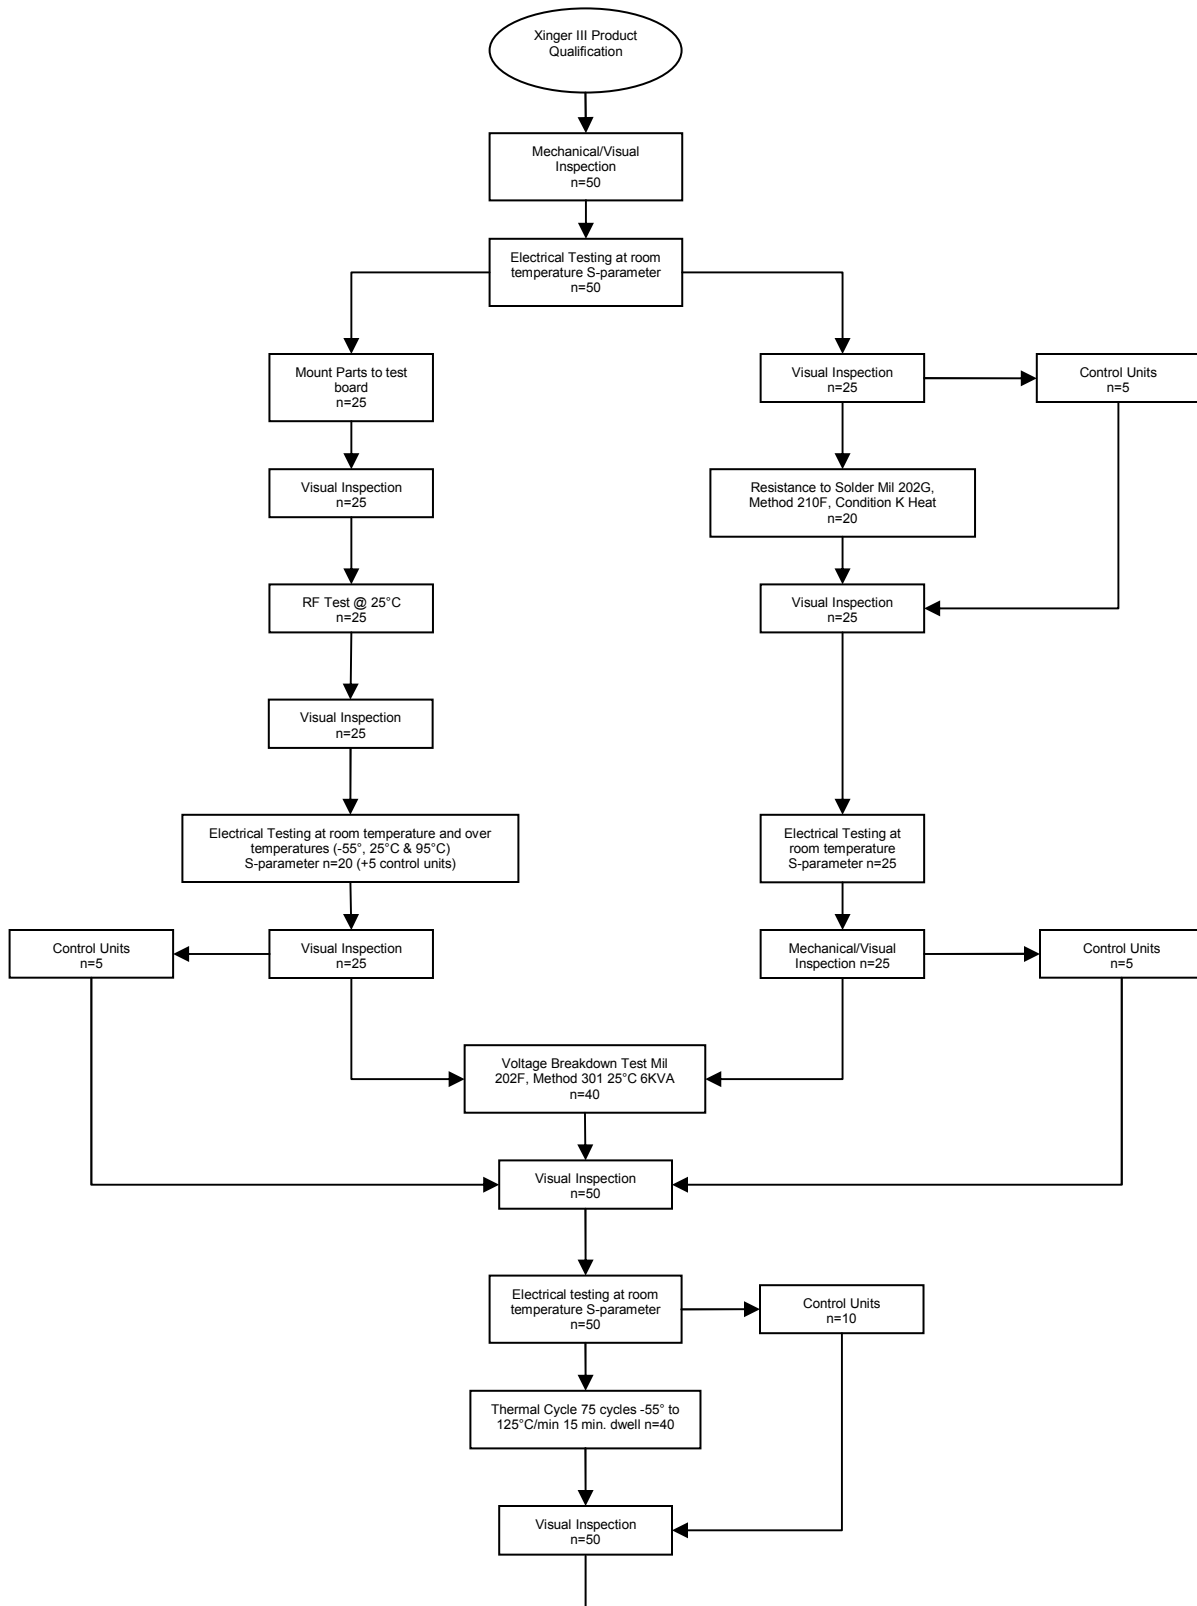 Xinger III Product
Qualification
Mechanical/Visual
Inspection
n=50
Electrical Testing at room
temperature S-parameter
n=50
Mount Parts to test
board
n=25
Visual Inspection
n=25
Control Units
n=5
Visual Inspection
n=25
Resistance to Solder Mil 202G,
Method 210F, Condition K Heat
n=20
RF Test @ 25°C
n=25
Visual Inspection
n=25
Visual Inspection
n=25
Electrical Testing at room temperature and over
temperatures (-55°, 25°C & 95°C)
S-parameter n=20 (+5 control units)
Electrical Testing at
room temperature
S-parameter n=25
Control Units
n=5
Visual Inspection
n=25
Mechanical/Visual
Inspection n=25
Control Units
n=5
Voltage Breakdown Test Mil
202F, Method 301 25°C 6KVA
n=40
Visual Inspection
n=50
Electrical testing at room
temperature S-parameter
n=50
Control Units
n=10
Thermal Cycle 75 cycles -55° to
125°C/min 15 min. dwell n=40
Visual Inspection
n=50